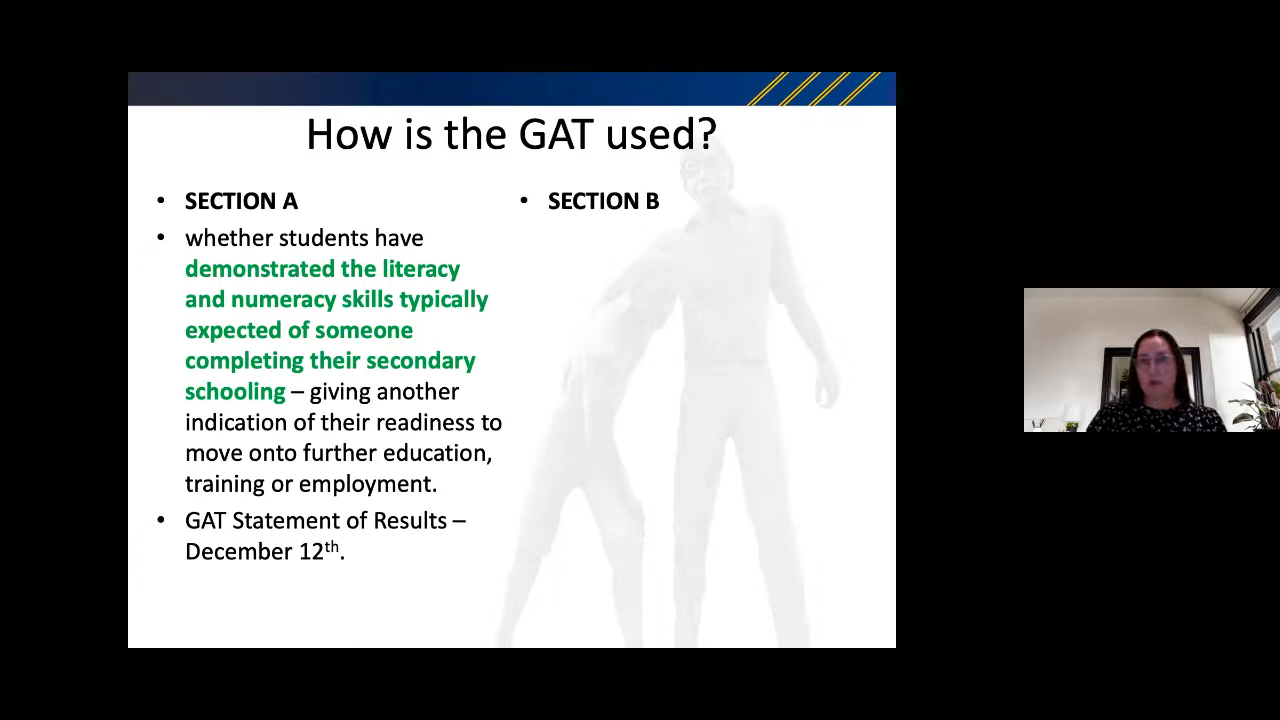 How is the GAT used?
• SECTION A
• whether students have
demonstrated the literacy
and numeracy skills typically
expected of someone
completing their secondary
schooling – giving another
indication of their readiness to
move onto further education,
training or employment.
• GAT Statement of Results –
December 12th.
• SECTION B